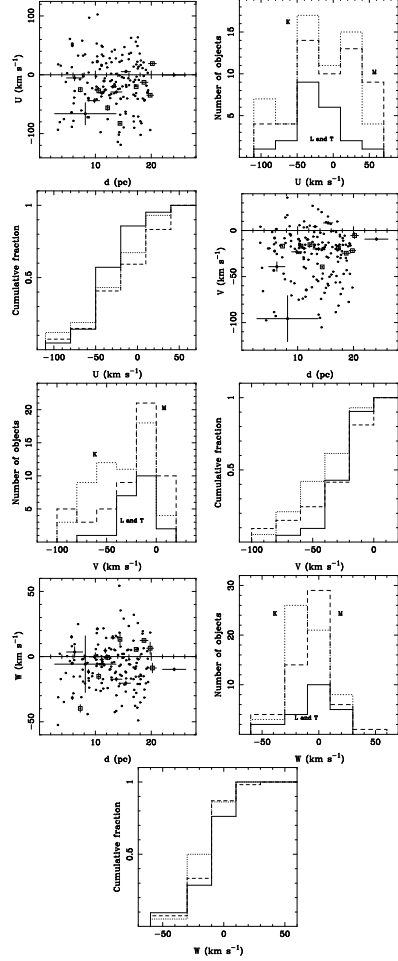 100
0
−100
U (km s⁻¹)
10
20
d (pc)
15
10
5
Number of objects
K
M
L and T
−100
−50
0
50
U (km s⁻¹)
1
0.5
Cumulative fraction
−100
−50
0
50
U (km s⁻¹)
0
−50
−100
V (km s⁻¹)
10
20
d (pc)
20
15
10
5
Number of objects
K
M
L and T
−100
−50
0
V (km s⁻¹)
1
0.5
Cumulative fraction
−100
−50
0
V (km s⁻¹)
50
0
−50
W (km s⁻¹)
10
20
d (pc)
30
20
10
Number of objects
K
M
L and T
−50
0
50
W (km s⁻¹)
1
0.5
Cumulative fraction
−50
0
50
W (km s⁻¹)